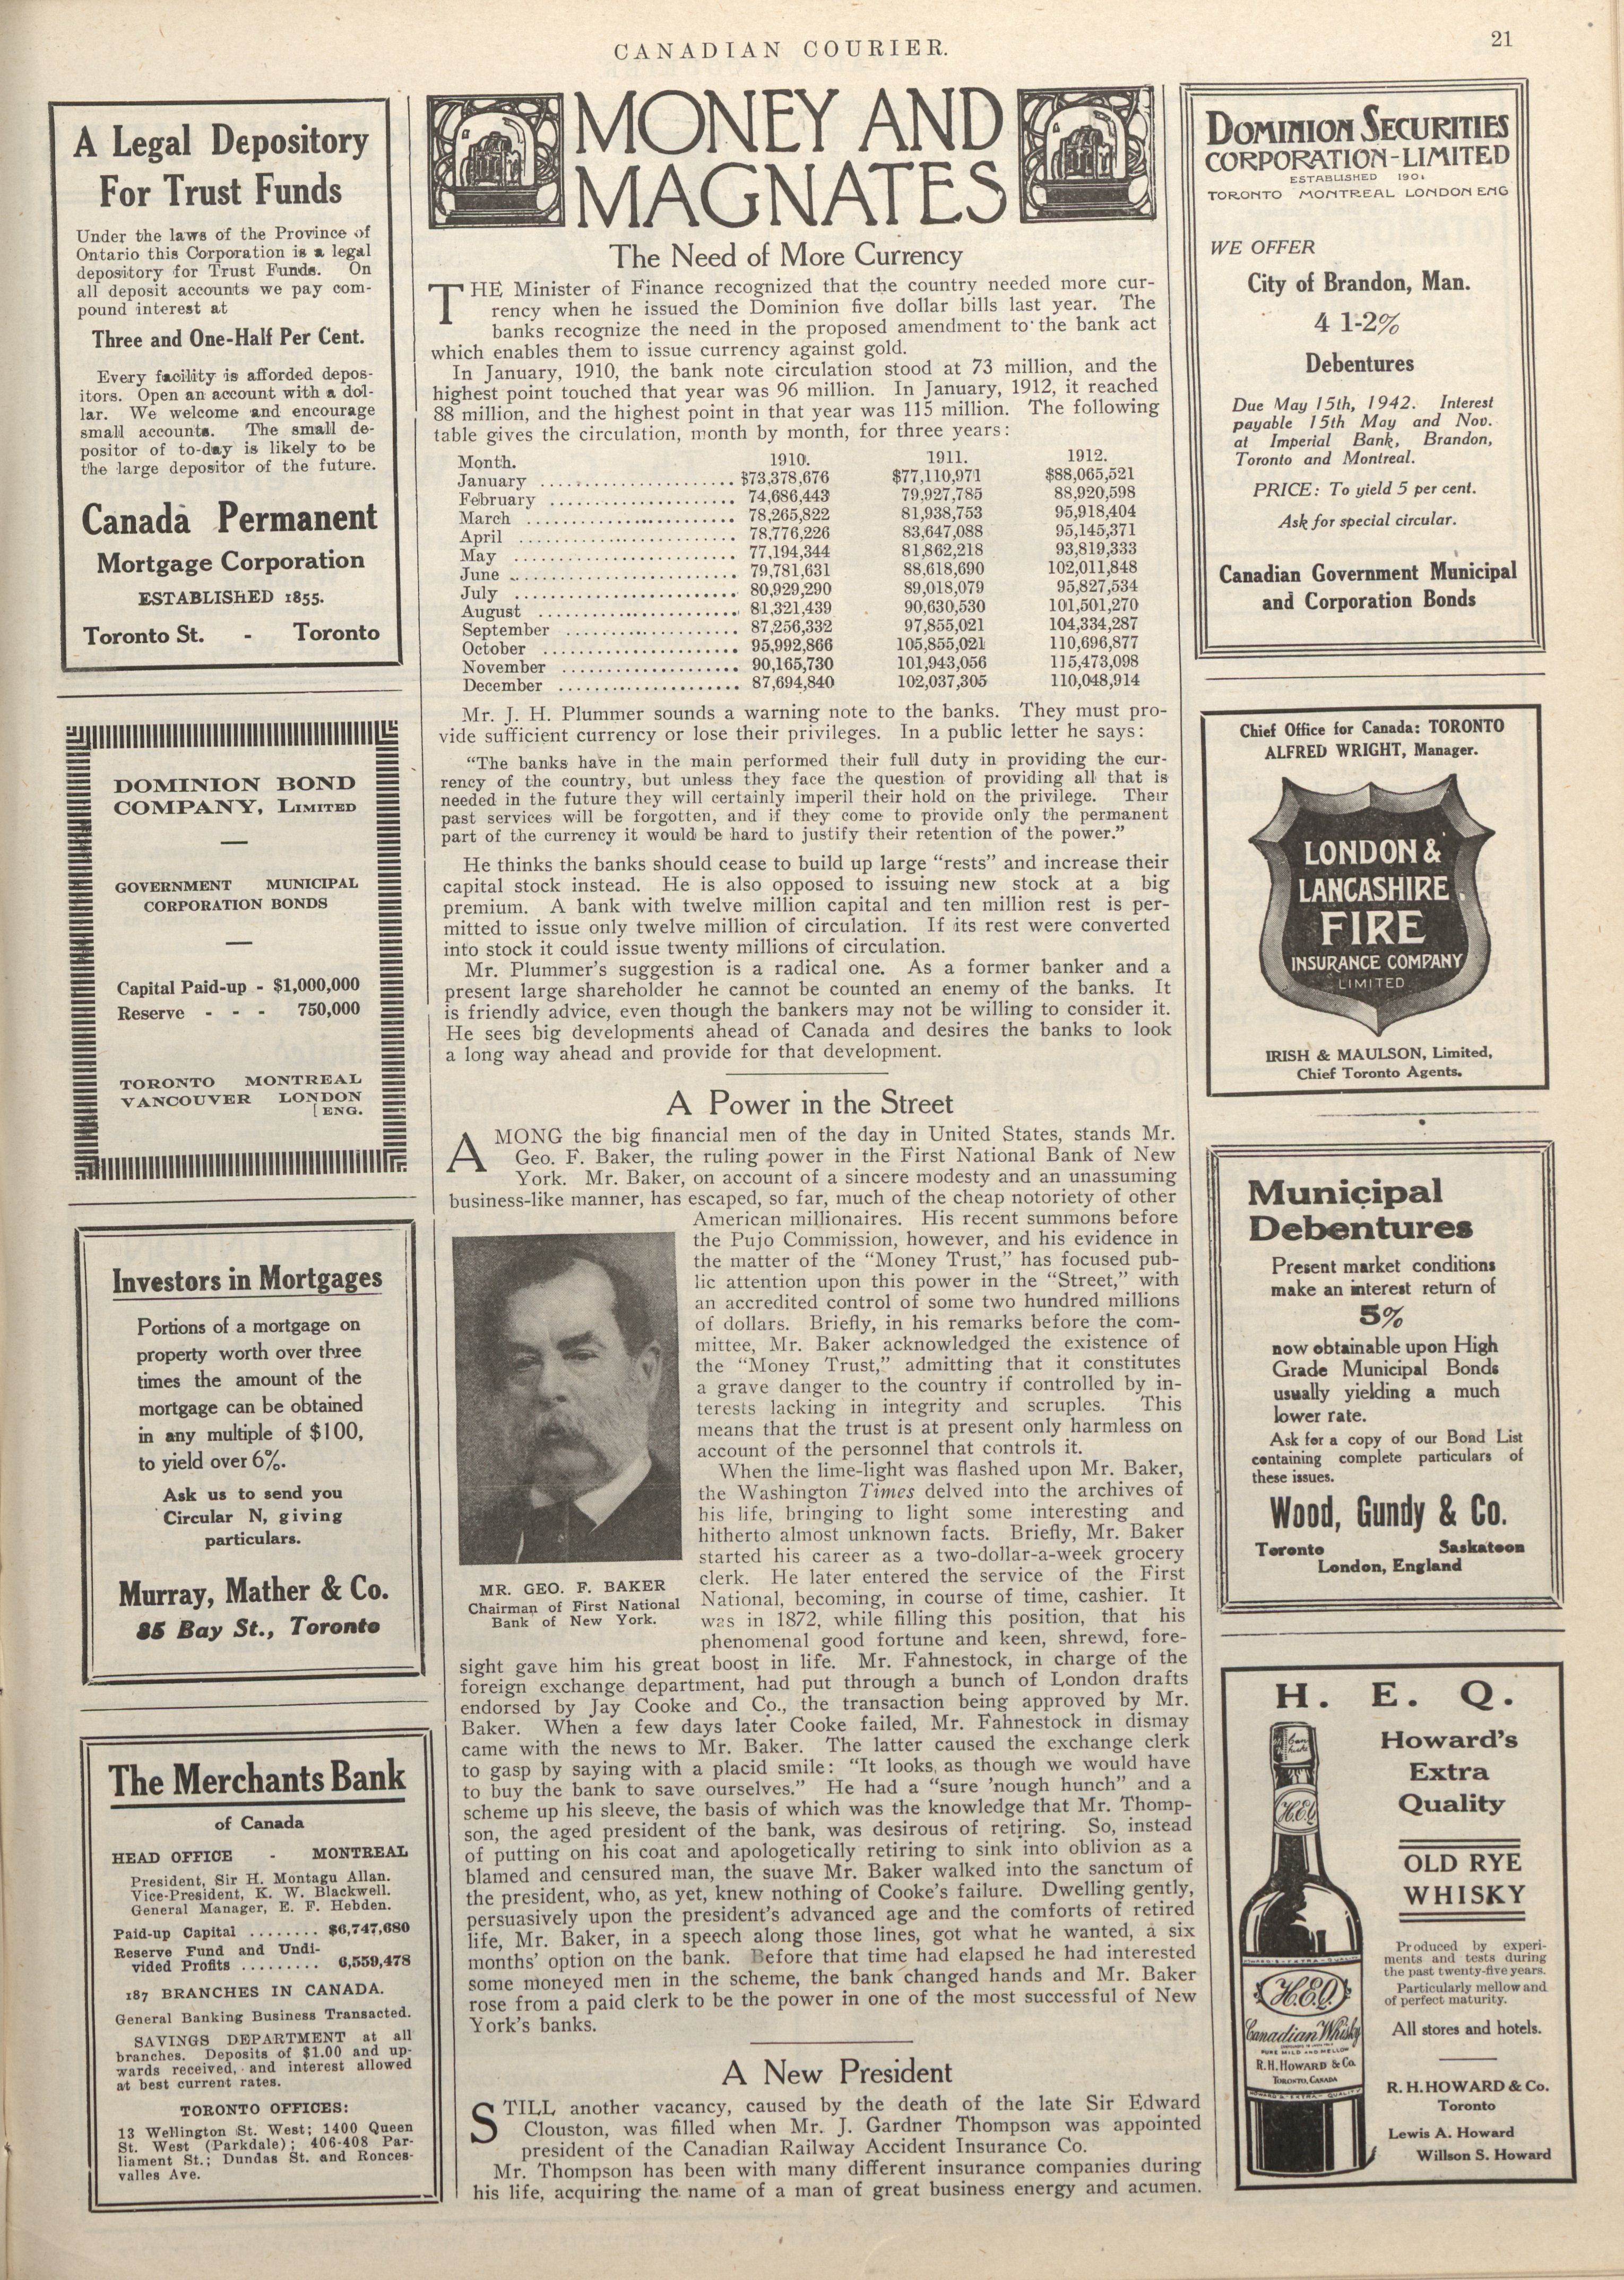 CANADIAN COURIER.
21
A Legal Depository
For Trust Funds
Under the laws of the Province of
Ontario this Corporation is a legal
depository for Trust Funds. On
all deposit accounts we pay com-
pound interest at
Three and One-Half Per Cent.
Every facility is afforded depos-
itors. Open an account with a dol-
lar. We welcome and encourage
small accounts. The small de-
positor of to-day is likely to be
the large depositor of the future.
Canada Permanent
Mortgage Corporation
ESTABLISHED 1855.
Toronto St. - Toronto
DOMINION BOND
COMPANY, LIMITED
GOVERNMENT MUNICIPAL
CORPORATION BONDS
Capital Paid-up - $1,000,000
Reserve - - - 750,000
TORONTO MONTREAL
VANCOUVER LONDON
[ENG.
Investors in Mortgages
Portions of a mortgage on
property worth over three
times the amount of the
mortgage can be obtained
in any multiple of $100,
to yield over 6%.
Ask us to send you
Circular N, giving
particulars.
Murray, Mather & Co.
85 Bay St., Toronto
The Merchants Bank
of Canada
HEAD OFFICE - MONTREAL
President, Sir H. Montagu Allan.
Vice-President, K. W. Blackwell.
General Manager, E. F. Hebden.
Paid-up Capital ........ $6,747,680
Reserve Fund and Undi-
vided Profits ......... 6,559,478
187 BRANCHES IN CANADA.
General Banking Business Transacted.
SAVINGS DEPARTMENT at all
branches. Deposits of $1.00 and up-
wards received, and interest allowed
at best current rates.
TORONTO OFFICES:
13 Wellington St. West; 1400 Queen
St. West (Parkdale); 406-408 Par-
liament St.; Dundas St. and Ronces-
valles Ave.
MONEY AND
MAGNATES
The Need of More Currency
THE Minister of Finance recognized that the country needed more cur-
rency when he issued the Dominion five dollar bills last year. The
banks recognize the need in the proposed amendment to the bank act
which enables them to issue currency against gold.
In January, 1910, the bank note circulation stood at 73 million, and the
highest point touched that year was 96 million. In January, 1912, it reached
88 million, and the highest point in that year was 115 million. The following
table gives the circulation, month by month, for three years:
Month. 1910. 1911. 1912.
January ........................ $73,378,676 $77,110,971 $88,065,521
February ........................ 74,686,443 79,927,785 88,920,598
March ........................ 78,265,822 81,938,753 95,918,404
April ........................ 78,776,226 83,647,088 95,145,371
May ........................ 77,194,344 81,862,218 93,819,333
June ........................ 79,781,631 88,618,690 102,011,848
July ........................ 80,929,290 89,018,079 95,827,534
August ........................ 81,321,439 90,630,530 101,501,270
September ........................ 87,256,332 97,855,021 104,334,287
October ........................ 95,992,866 105,855,021 110,696,877
November ........................ 90,165,730 101,943,056 115,473,098
December ........................ 87,694,840 102,037,305 110,048,914
Mr. J. H. Plummer sounds a warning note to the banks. They must pro-
vide sufficient currency or lose their privileges. In a public letter he says:
"The banks have in the main performed their full duty in providing the cur-
rency of the country, but unless they face the question of providing all that is
needed in the future they will certainly imperil their hold on the privilege. Their
past services will be forgotten, and if they come to provide only the permanent
part of the currency it would be hard to justify their retention of the power."
He thinks the banks should cease to build up large "rests" and increase their
capital stock instead. He is also opposed to issuing new stock at a big
premium. A bank with twelve million capital and ten million rest is per-
mitted to issue only twelve million of circulation. If its rest were converted
into stock it could issue twenty millions of circulation.
Mr. Plummer's suggestion is a radical one. As a former banker and a
present large shareholder he cannot be counted an enemy of the banks. It
is friendly advice, even though the bankers may not be willing to consider it.
He sees big developments ahead of Canada and desires the banks to look
a long way ahead and provide for that development.
A Power in the Street
AMONG the big financial men of the day in United States, stands Mr.
Geo. F. Baker, the ruling power in the First National Bank of New
York. Mr. Baker, on account of a sincere modesty and an unassuming
business-like manner, has escaped, so far, much of the cheap notoriety of other
American millionaires. His recent summons before
the Pujo Commission, however, and his evidence in
the matter of the "Money Trust," has focused pub-
lic attention upon this power in the "Street," with
an accredited control of some two hundred millions
of dollars. Briefly, in his remarks before the com-
mittee, Mr. Baker acknowledged the existence of
the "Money Trust," admitting that it constitutes
a grave danger to the country if controlled by in-
terests lacking in integrity and scruples. This
means that the trust is at present only harmless on
account of the personnel that controls it.
When the lime-light was flashed upon Mr. Baker,
the Washington Times delved into the archives of
his life, bringing to light some interesting and
hitherto almost unknown facts. Briefly, Mr. Baker
started his career as a two-dollar-a-week grocery
clerk. He later entered the service of the First
National, becoming, in course of time, cashier. It
was in 1872, while filling this position, that his
phenomenal good fortune and keen, shrewd, fore-
MR. GEO. F. BAKER
Chairman of First National
Bank of New York.
sight gave him his great boost in life. Mr. Fahnestock, in charge of the
foreign exchange department, had put through a bunch of London drafts
endorsed by Jay Cooke and Co., the transaction being approved by Mr.
Baker. When a few days later Cooke failed, Mr. Fahnestock in dismay
came with the news to Mr. Baker. The latter caused the exchange clerk
to gasp by saying with a placid smile: "It looks as though we would have
to buy the bank to save ourselves." He had a "sure 'nough hunch" and a
scheme up his sleeve, the basis of which was the knowledge that Mr. Thomp-
son, the aged president of the bank, was desirous of retiring. So, instead
of putting on his coat and apologetically retiring to sink into oblivion as a
blamed and censured man, the suave Mr. Baker walked into the sanctum of
the president, who, as yet, knew nothing of Cooke's failure. Dwelling gently,
persuasively upon the president's advanced age and the comforts of retired
life, Mr. Baker, in a speech along those lines, got what he wanted, a six
months' option on the bank. Before that time had elapsed he had interested
some moneyed men in the scheme, the bank changed hands and Mr. Baker
rose from a paid clerk to be the power in one of the most successful of New
York's banks.
A New President
STILL another vacancy, caused by the death of the late Sir Edward
Clouston, was filled when Mr. J. Gardner Thompson was appointed
president of the Canadian Railway Accident Insurance Co.
Mr. Thompson has been with many different insurance companies during
his life, acquiring the name of a man of great business energy and acumen.
DOMINION SECURITIES
CORPORATION-LIMITED
ESTABLISHED 1901
TORONTO MONTREAL LONDON ENG
WE OFFER
City of Brandon, Man.
4 1-2%
Debentures
Due May 15th, 1942. Interest
payable 15th May and Nov.
at Imperial Bank, Brandon,
Toronto and Montreal.
PRICE: To yield 5 per cent.
Ask for special circular.
Canadian Government Municipal
and Corporation Bonds
Chief Office for Canada: TORONTO
ALFRED WRIGHT, Manager.
LONDON &
LANCASHIRE
FIRE
INSURANCE COMPANY
LIMITED
IRISH & MAULSON, Limited,
Chief Toronto Agents.
Municipal
Debentures
Present market conditions
make an interest return of
5%
now obtainable upon High
Grade Municipal Bonds
usually yielding a much
lower rate.
Ask for a copy of our Bond List
containing complete particulars of
these issues.
Wood, Gundy & Co.
Toronto Saskatoon
London, England
H. E. Q.
Howard's
Extra
Quality
OLD RYE
WHISKY
Produced by experi-
ments and tests during
the past twenty-five years.
Particularly mellow and
of perfect maturity.
All stores and hotels.
R. H. HOWARD & Co.
Toronto
Lewis A. Howard
Willson S. Howard
H.E.Q
H.E.Q.
Canadian Whisky
PURE MILD AND MELLOW
R.H. HOWARD & Co.
TORONTO, CANADA